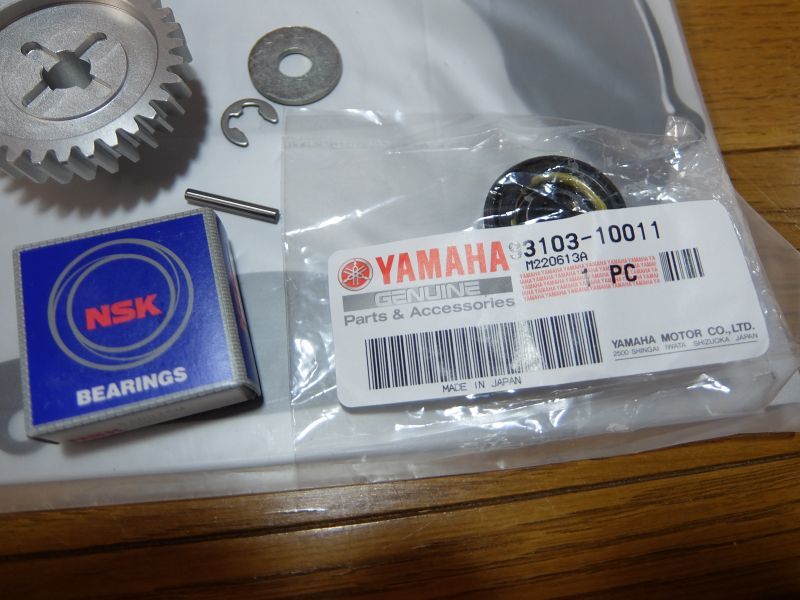 NSK
BEARINGS
NSK
YAMAHA
GENUINE
Parts & Accessories
MADE IN JAPAN
93103-10011
M220613A
1 PC
YAMAHA MOTOR CO., LTD.
2500 SHINGAI IWATA SHIZUOKA JAPAN